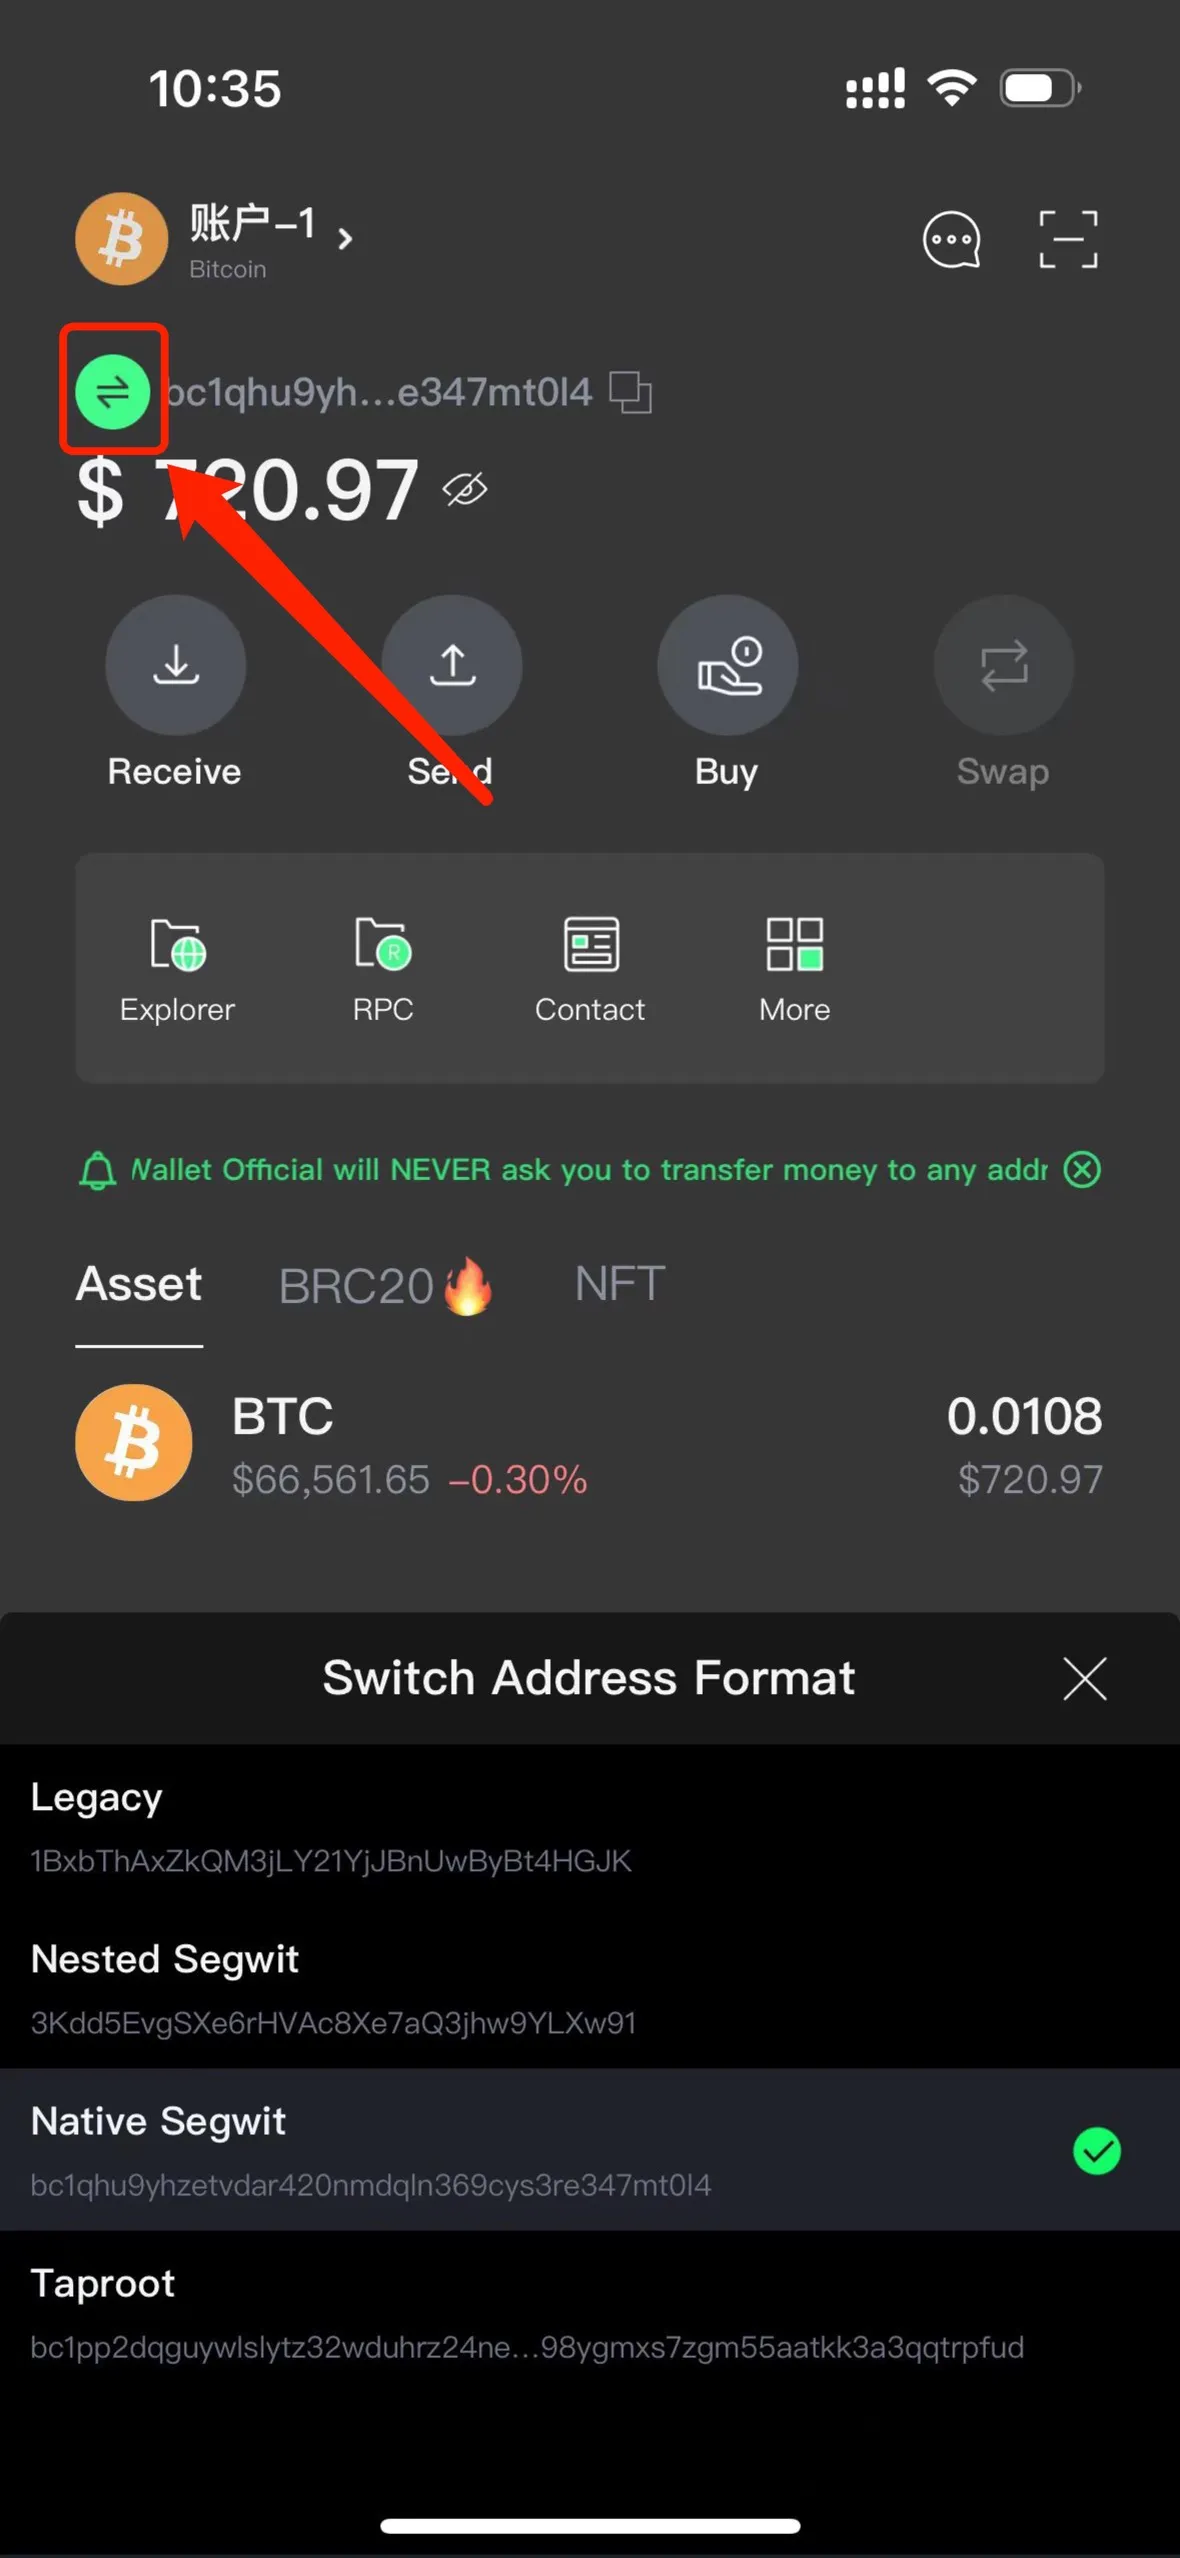 10:35
账户-1
Bitcoin
bc1qhu9yh...e347mt0l4
$ 720.97
Receive
Send
Buy
Swap
Explorer
RPC
Contact
More
Wallet Official will NEVER ask you to transfer money to any addr
Asset
BRC20🔥
NFT
BTC
0.0108
$66,561.65 -0.30%
$720.97
Switch Address Format
Legacy
1BxbThAxZkQM3jLY21YjJBnUwByBt4HGJK
Nested Segwit
3Kdd5EvgSXe6rHVAc8Xe7aQ3jhw9YLXw91
Native Segwit
bc1qhu9yhzetvdar420nmdqln369cys3re347mt0l4
Taproot
bc1pp2dqguywlslytz32wduhrz24ne...98ygmxs7zgm55aatkk3a3qqtrpfud